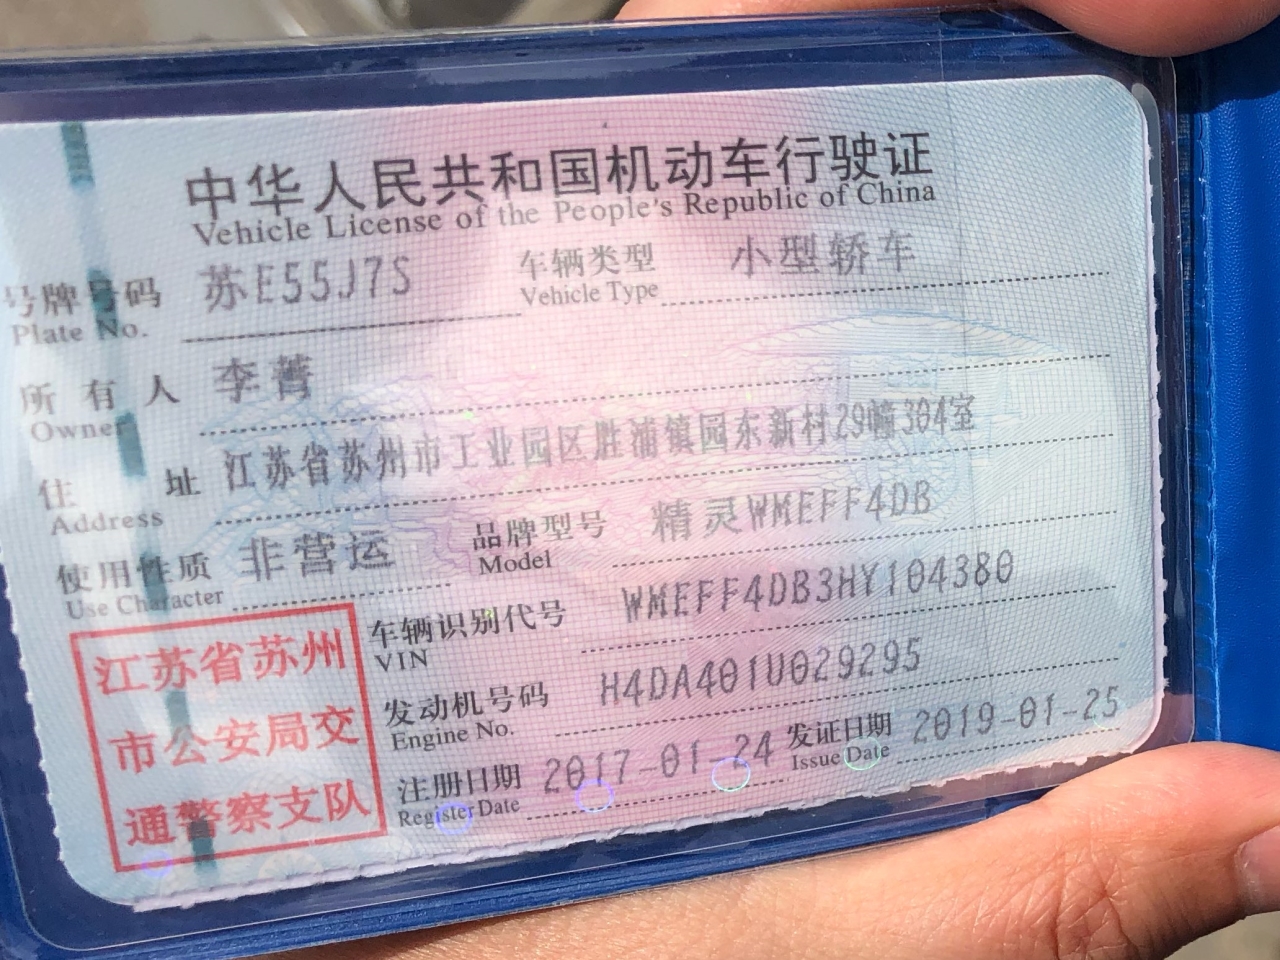 中华人民共和国机动车行驶证
Vehicle License of the People's Republic of China
号牌号码 苏E55J7S 车辆类型 小型轿车
Plate No. Vehicle Type
所有人 李菁
Owner
住址 江苏省苏州市工业园区胜浦镇园东新村29幢304室
Address
使用性质 非营运 品牌型号 精灵WMEFF4DB
Use Character Model
车辆识别代号 WMEFF4DB3HY104380
VIN
发动机号码 H4DA401U029295
Engine No.
注册日期 2017-01-24 发证日期 2019-01-25
Register Date Issue Date
江苏省苏州
市公安局交
通警察支队